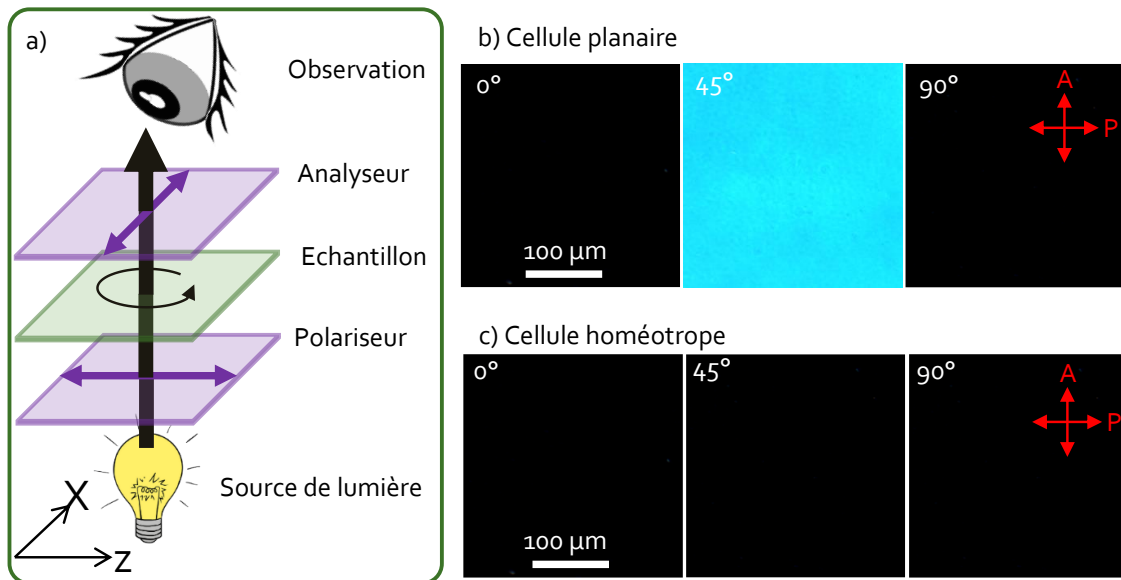 a)
Observation
Analyseur
Echantillon
Polariseur
Source de lumière
X
Z
b) Cellule planaire
0°
45°
90°
A
P
100 µm
c) Cellule homéotrope
0°
45°
90°
A
P
100 µm